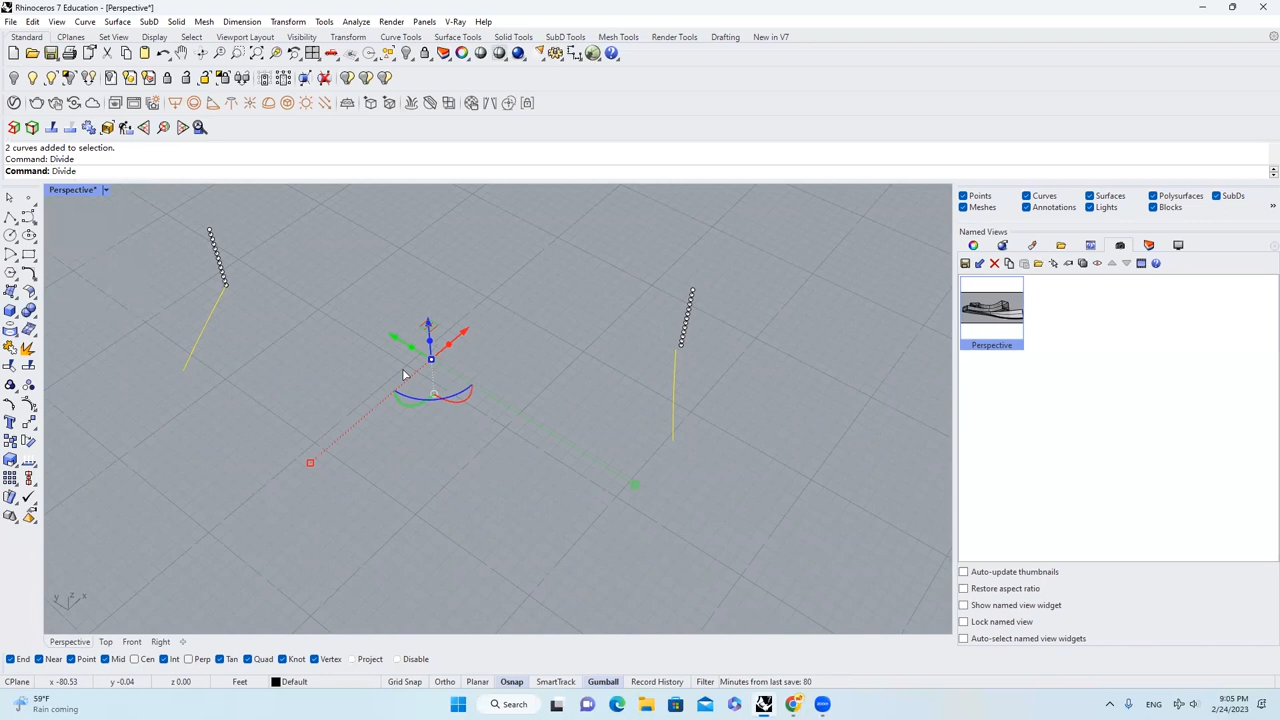 Rhinoceros 7 Education - [Perspective*]
File Edit View Curve Surface SubD Solid Mesh Dimension Transform Tools Analyze Render Panels V-Ray Help
Standard CPlanes Set View Display Select Viewport Layout Visibility Transform Curve Tools Surface Tools Solid Tools SubD Tools Mesh Tools Render Tools Drafting New in V7
2 curves added to selection.
Command: Divide
Command: Divide
Perspective*
Points Curves Surfaces Polysurfaces SubDs
Meshes Annotations Lights Blocks
Named Views
Perspective
Auto-update thumbnails
Restore aspect ratio
Show named view widget
Lock named view
Auto-select named view widgets
y z x
Perspective Top Front Right
End Near Point Mid Cen Int Perp Tan Quad Knot Vertex Project Disable
CPlane x -80.53 y -0.04 z 0.00 Feet Default Grid Snap Ortho Planar Osnap SmartTrack Gumball Record History Filter Minutes from last save: 80
59°F
Rain coming
Search
ENG
9:05 PM
2/24/2023